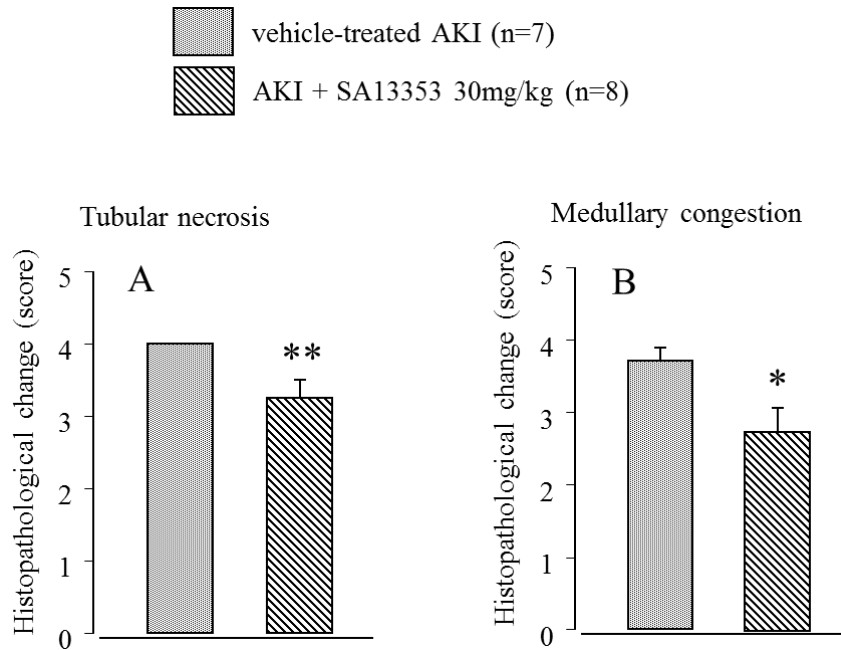 vehicle-treated AKI (n=7)
AKI + SA13353 30mg/kg (n=8)
Tubular necrosis
Histopathological change (score)
A
5
4
3
2
1
0
**
Medullary congestion
Histopathological change (score)
B
5
4
3
2
1
0
*